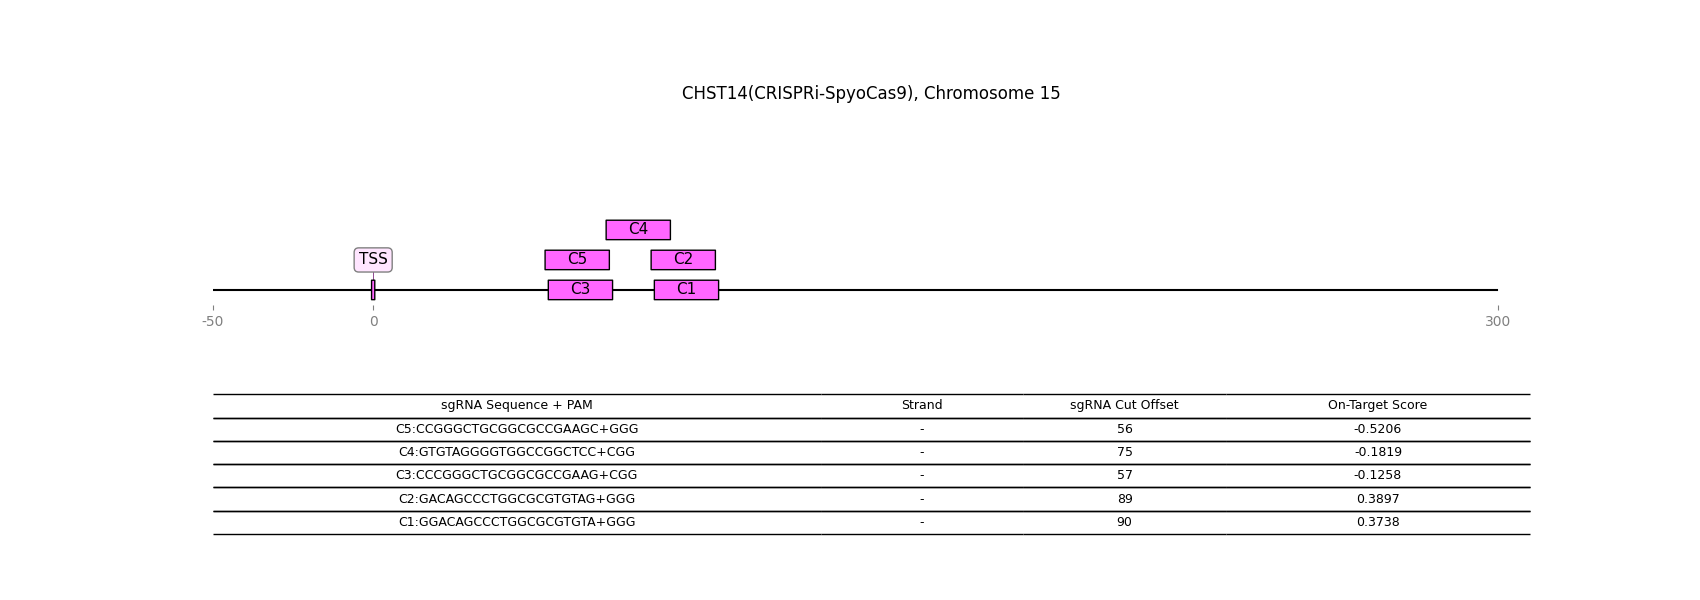 CHST14(CRISPRi-SpyoCas9), Chromosome 15
C4
TSS C5 C2
C3 C1
-50 0 300
sgRNA Sequence + PAM Strand sgRNA Cut Offset On-Target Score
C5:CCGGGCTGCGGCGCCGAAGC+GGG - 56 -0.5206
C4:GTGTAGGGGTGGCCGGCTCC+CGG - 75 -0.1819
C3:CCCGGGCTGCGGCGCCGAAG+CGG - 57 -0.1258
C2:GACAGCCCTGGCGCGTGTAG+GGG - 89 0.3897
C1:GGACAGCCCTGGCGCGTGTA+GGG - 90 0.3738